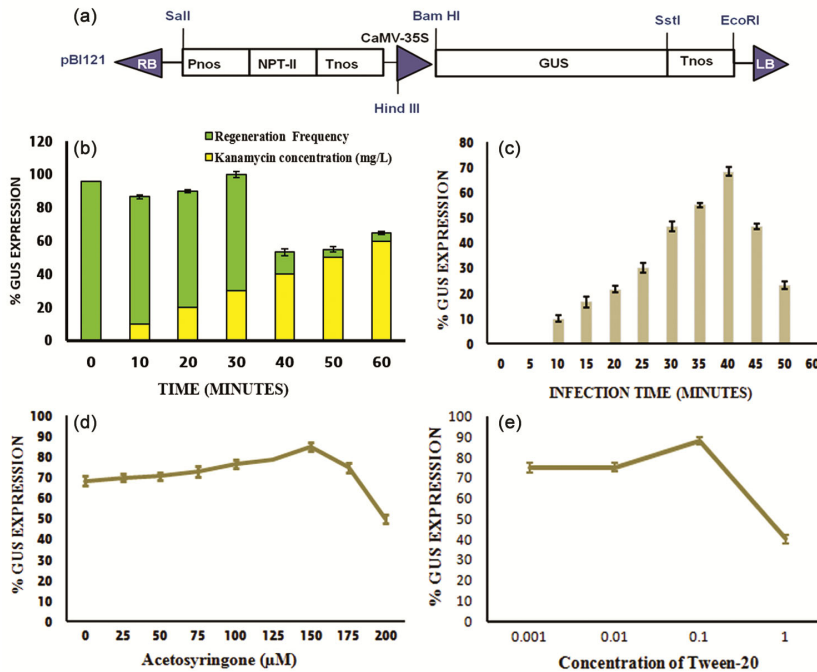 (a)
SalI
Bam HI
SstI
EcoRI
CaMV-35S
pBI121
RB
Pnos
NPT-II
Tnos
GUS
Tnos
LB
Hind III
(b)
Regeneration Frequency
Kanamycin concentration (mg/L)
% GUS EXPRESSION
120
100
80
60
40
20
0
0 10 20 30 40 50 60
TIME (MINUTES)
(c)
% GUS EXPRESSION
80
70
60
50
40
30
20
10
0
0 5 10 15 20 25 30 35 40 45 50 60
INFECTION TIME (MINUTES)
(d)
% GUS EXPRESSION
100
90
80
70
60
50
40
30
20
10
0
0 25 50 75 100 125 150 175 200
Acetosyringone (µM)
(e)
% GUS EXPRESSION
100
90
80
70
60
50
40
30
20
10
0
0.001 0.01 0.1 1
Concentration of Tween-20